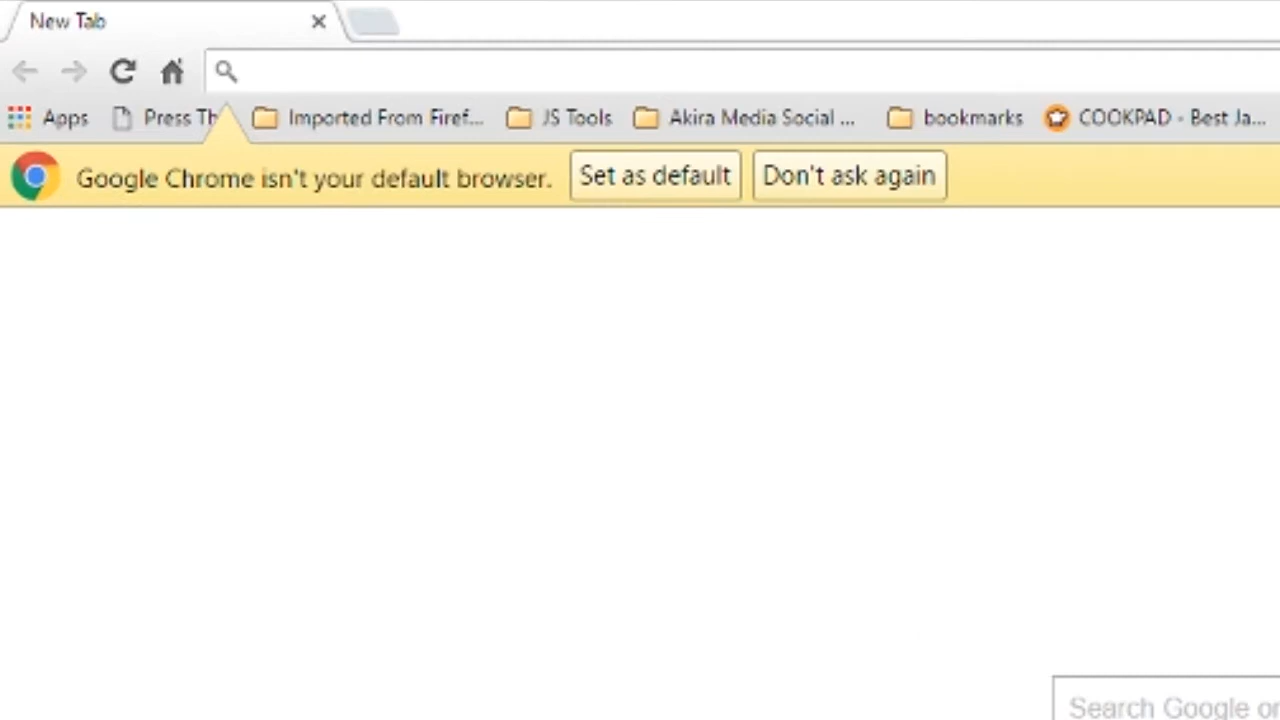 New Tab
Apps Press Th Imported From Firef... JS Tools Akira Media Social ... bookmarks COOKPAD - Best Ja...
Google Chrome isn't your default browser. Set as default Don't ask again
Search Google or